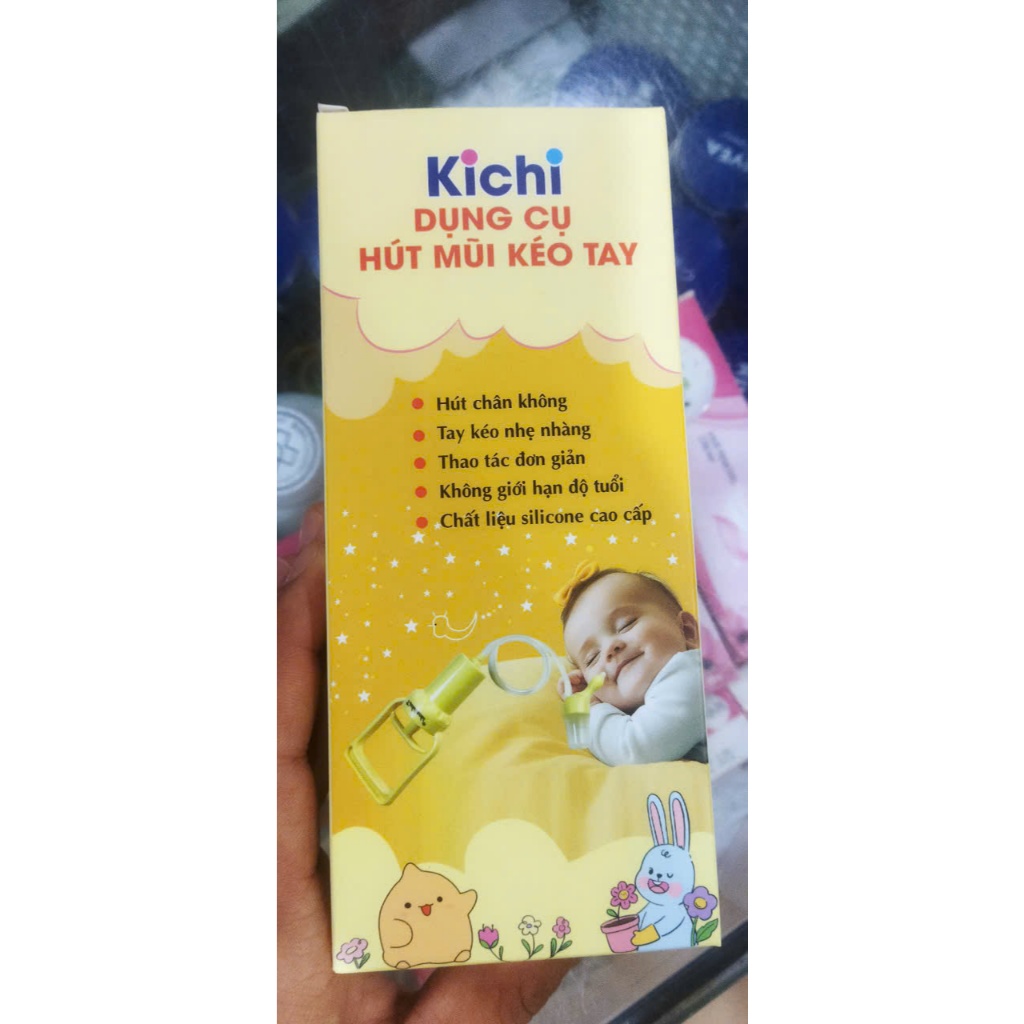 Kichi
DỤNG CỤ
HÚT MŨI KÉO TAY
Hút chân không
Tay kéo nhẹ nhàng
Thao tác đơn giản
Không giới hạn độ tuổi
Chất liệu silicone cao cấp